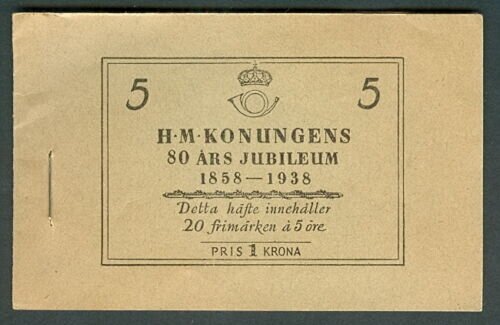 5 5
H·M·KONUNGENS
80 ÅRS JUBILEUM
1858—1938
Detta häfte innehåller
20 frimärken à 5 öre
PRIS 1 KRONA